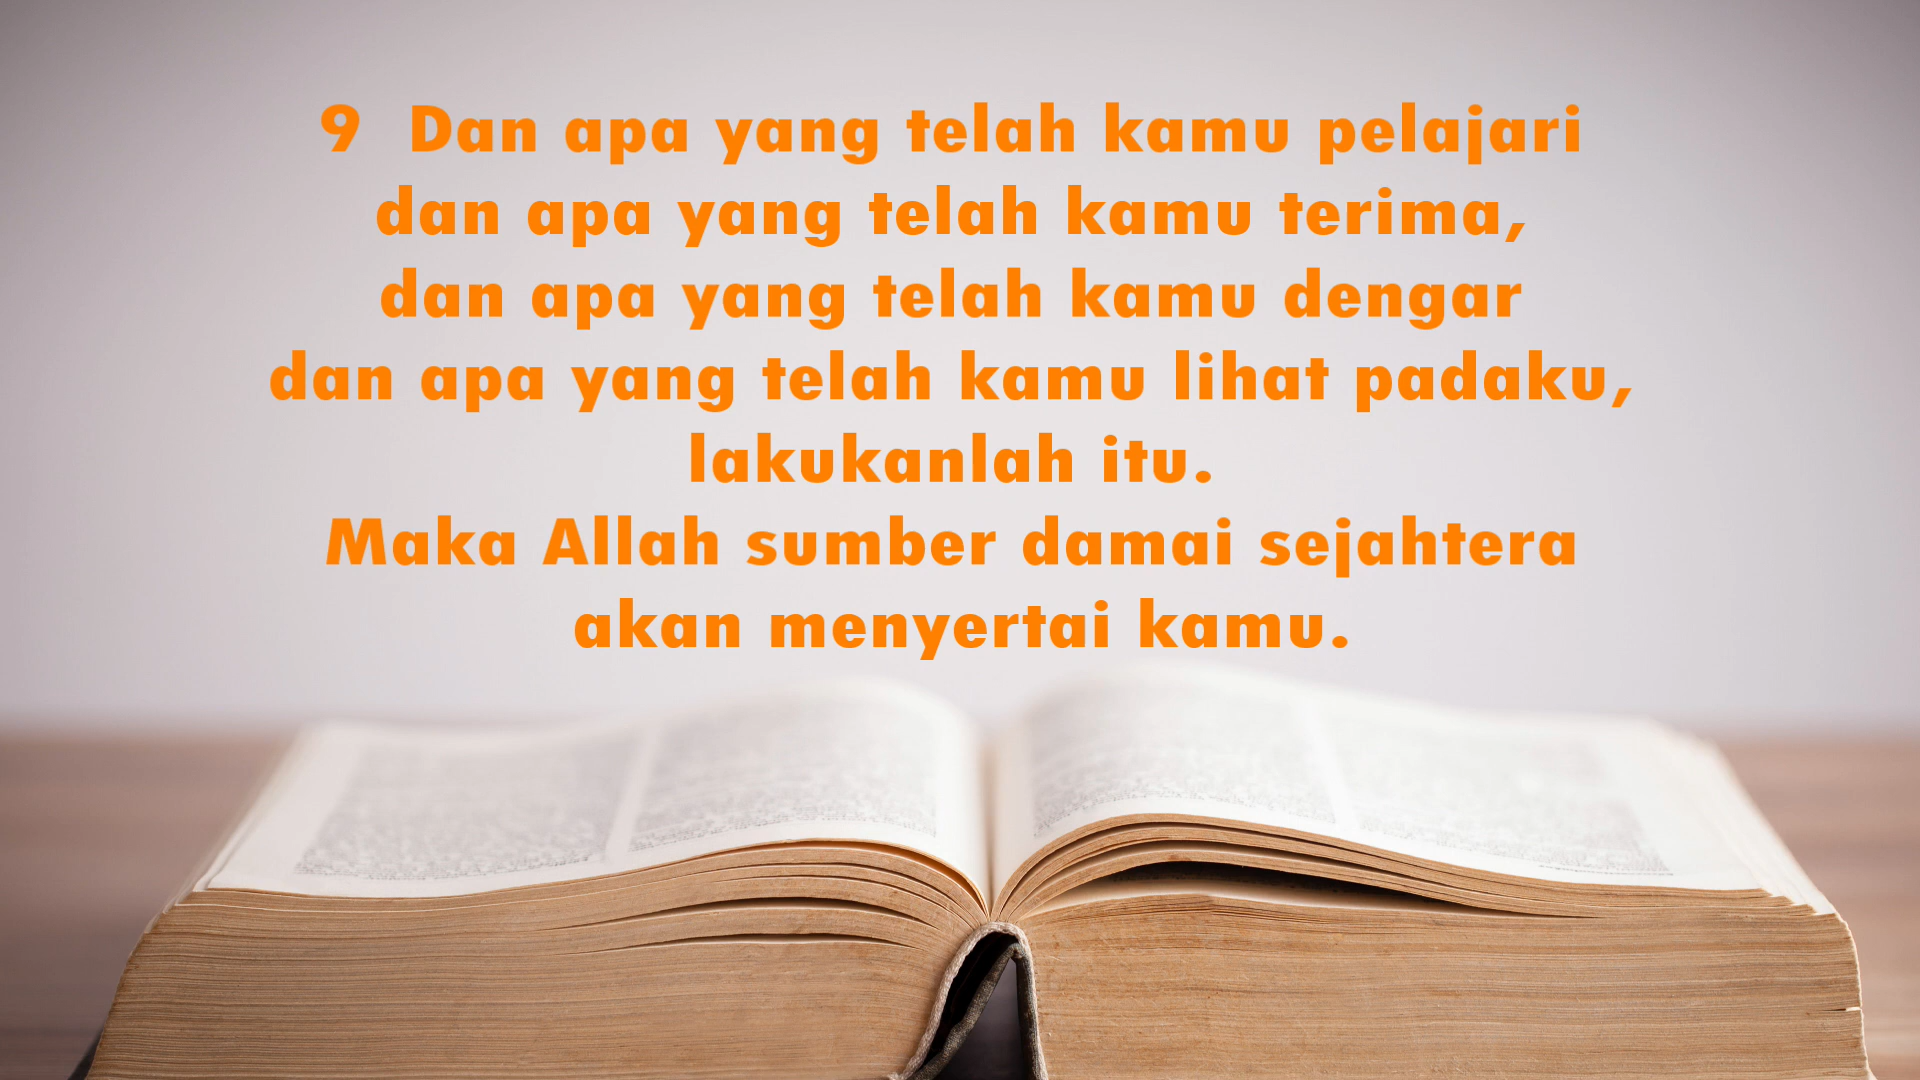 9  Dan apa yang telah kamu pelajari
dan apa yang telah kamu terima,
dan apa yang telah kamu dengar
dan apa yang telah kamu lihat padaku,
lakukanlah itu.
Maka Allah sumber damai sejahtera
akan menyertai kamu.